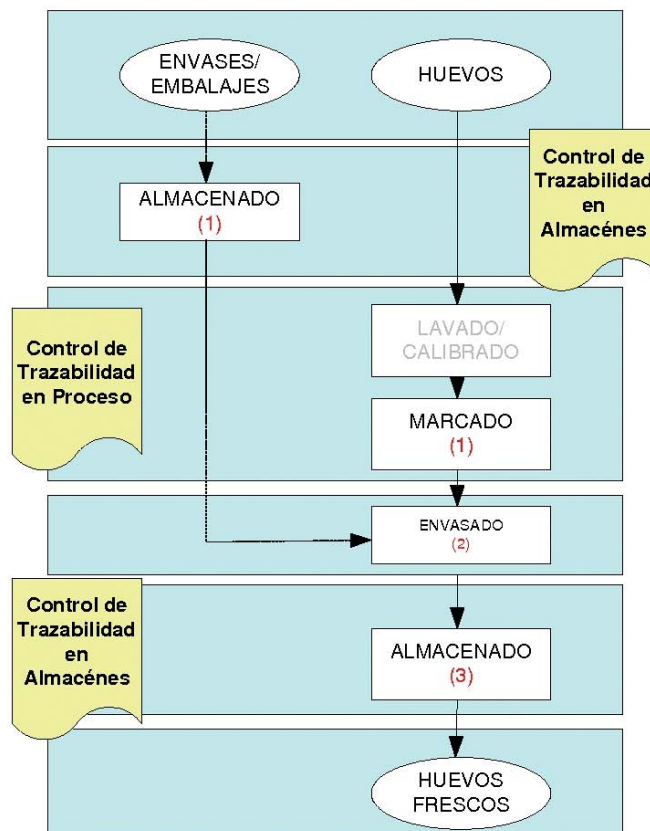 ENVASES/
EMBALAJES
HUEVOS
Control de
Trazabilidad
en
Almacénes
ALMACENADO
(1)
LAVADO/
CALIBRADO
Control de
Trazabilidad
en Proceso
MARCADO
(1)
ENVASADO
(2)
Control de
Trazabilidad
en
Almacénes
ALMACENADO
(3)
HUEVOS
FRESCOS